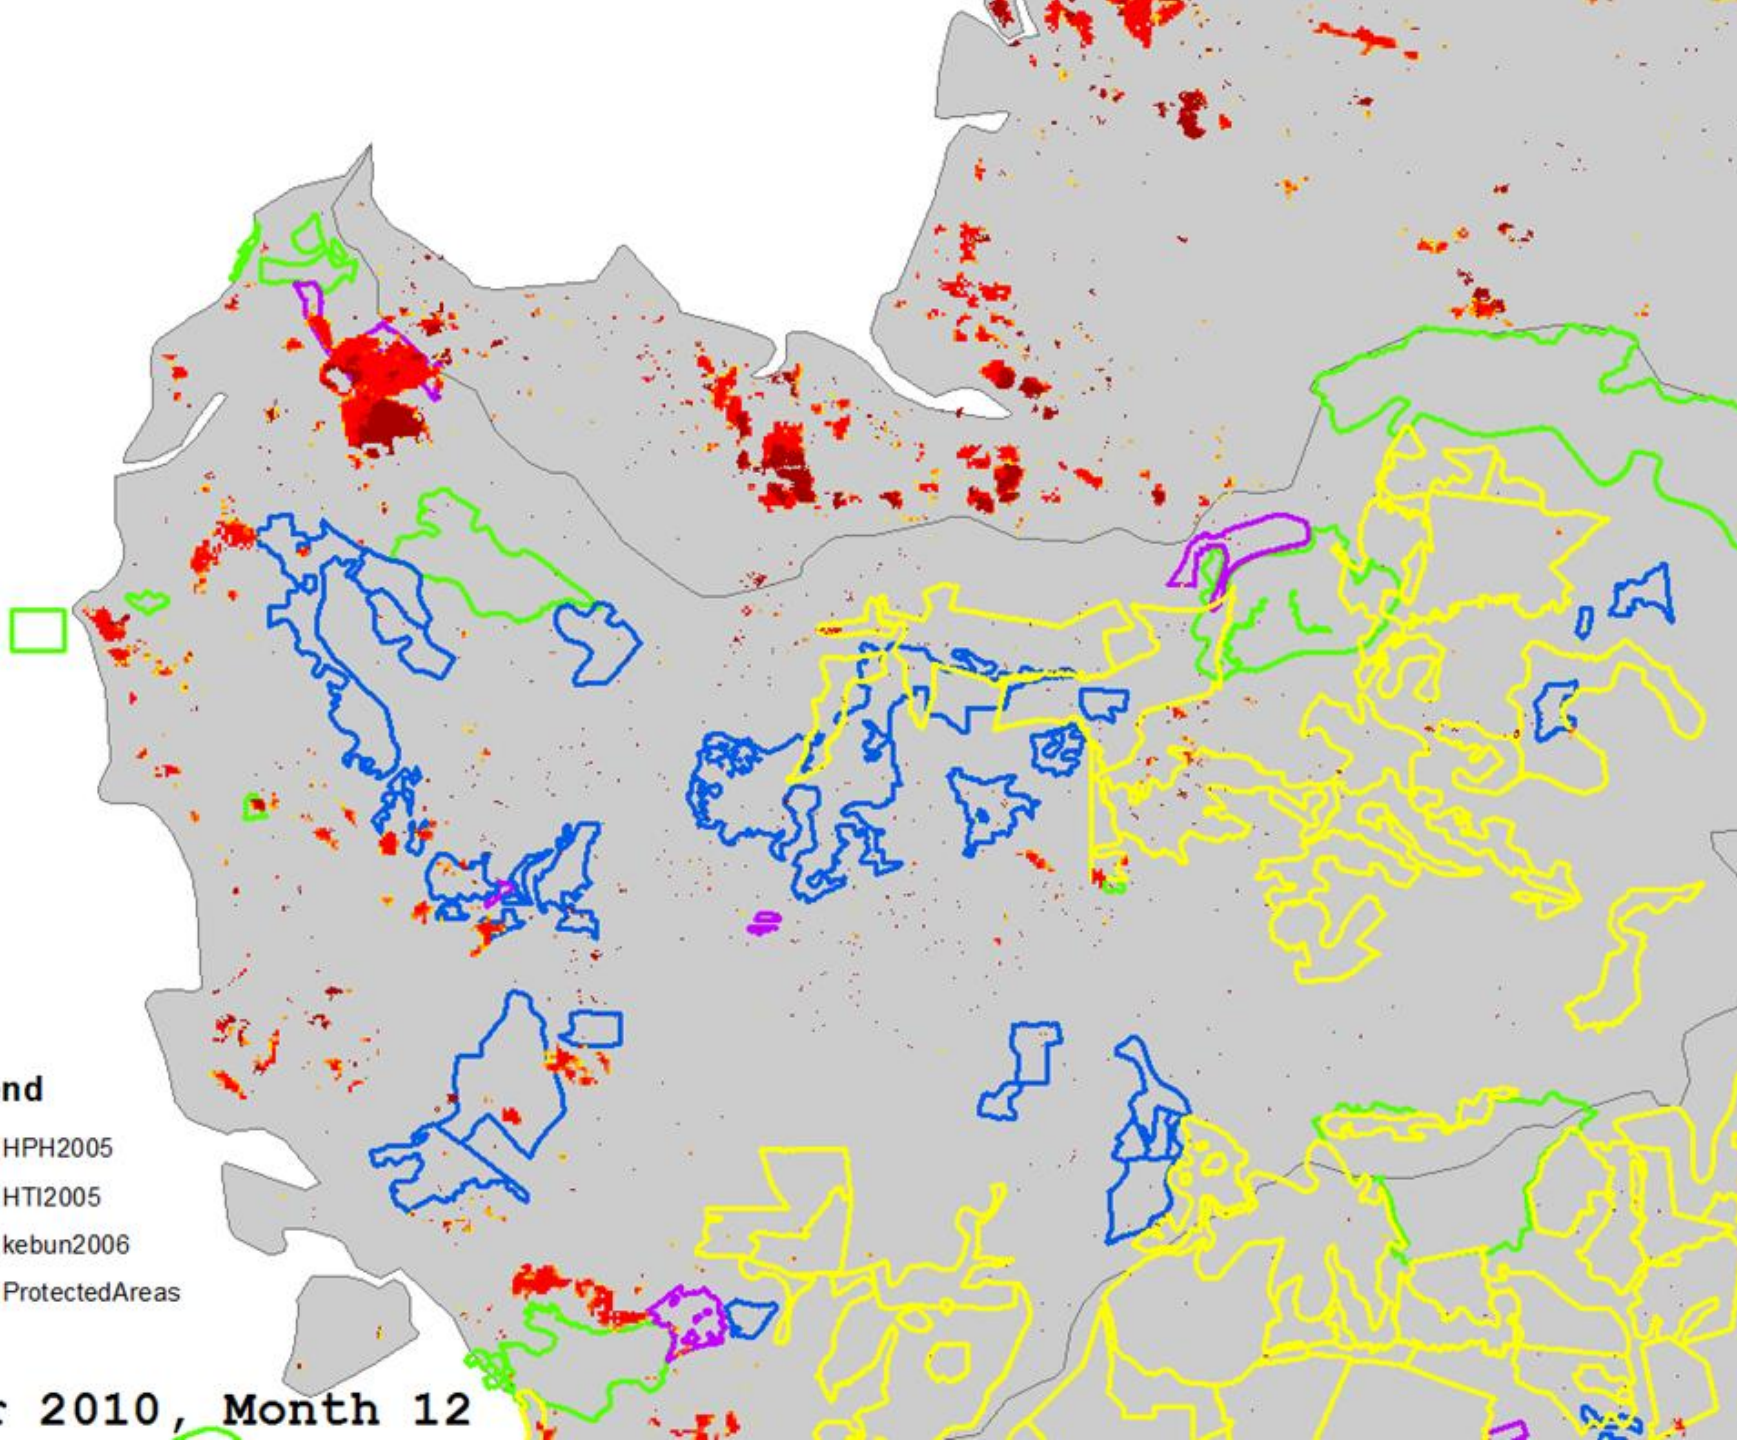 nd
HPH2005
HTI2005
kebun2006
ProtectedAreas
r 2010, Month 12